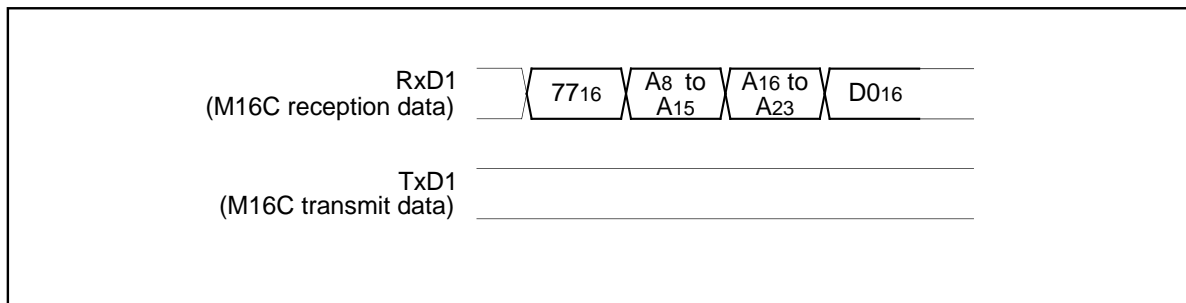 RxD1
(M16C reception data)
7716
A8 to
A15
A16 to
A23
D016
TxD1
(M16C transmit data)